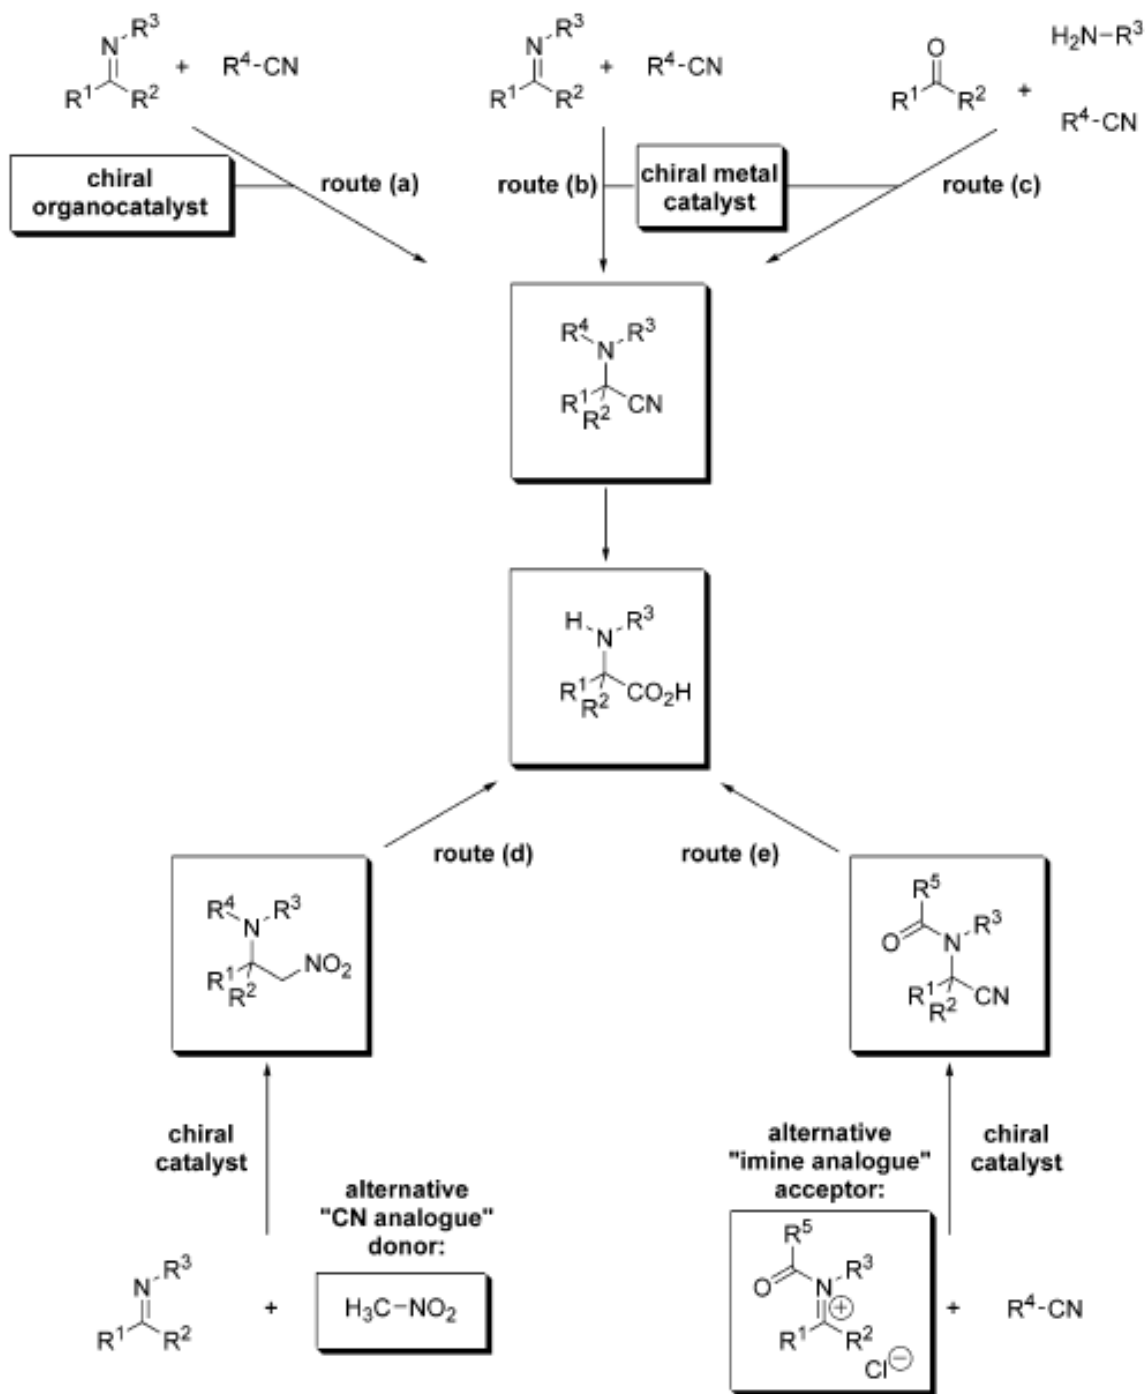 N R³
R¹ R² + R⁴-CN
N R³
R¹ R² + R⁴-CN
O
R¹ R² +
H₂N-R³
R⁴-CN
chiral
organocatalyst
route (a)
route (b)
chiral metal
catalyst
route (c)
R⁴ N R³
R¹ R² CN
H N R³
R¹ R² CO₂H
route (d)
route (e)
R⁴ N R³
R¹ R² NO₂
R⁵
O N R³
R¹ R² CN
chiral
catalyst
alternative
"CN analogue"
donor:
alternative
"imine analogue"
acceptor:
chiral
catalyst
N R³
R¹ R² + H₃C-NO₂
R⁵
O N R³
⊕
R¹ R²
Cl⊖
+ R⁴-CN